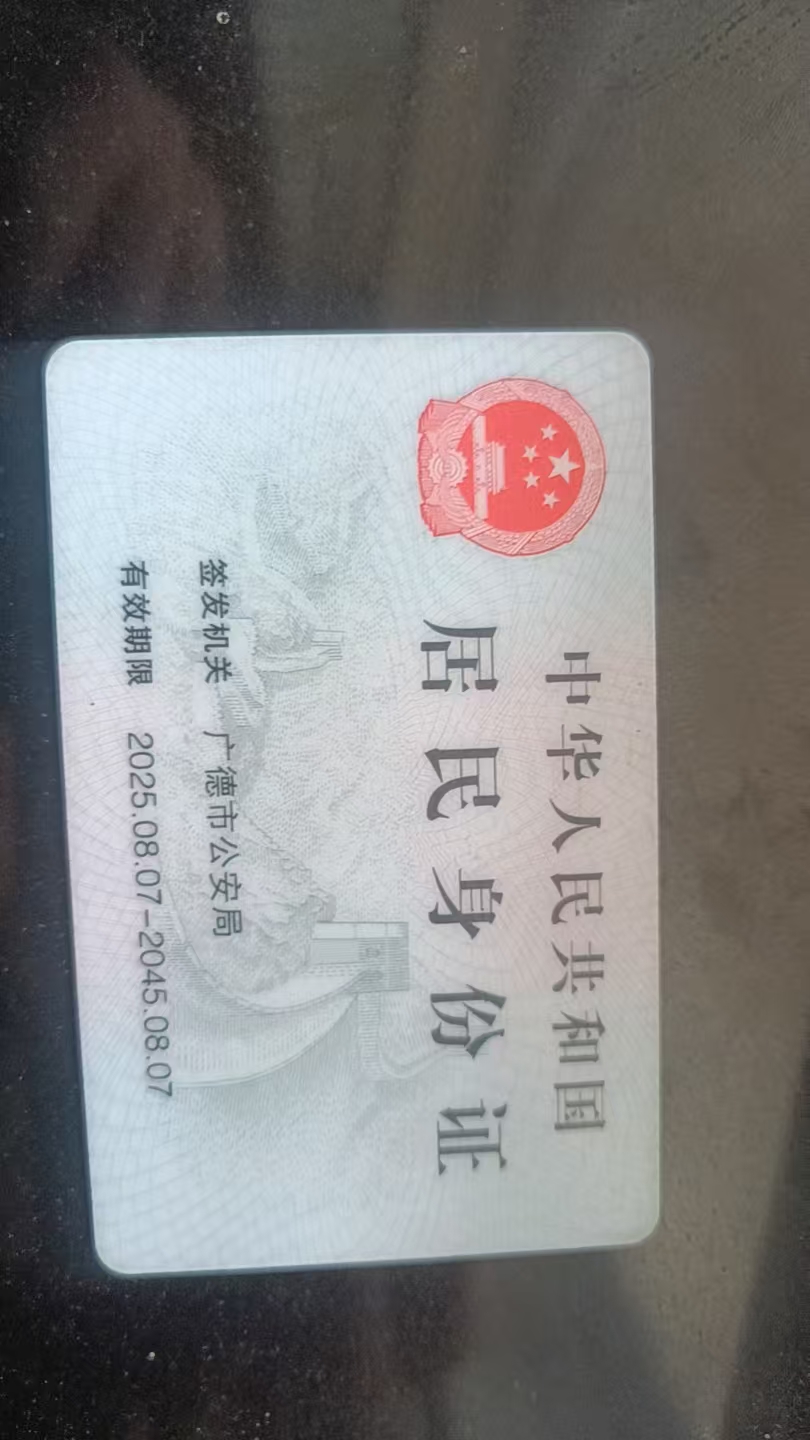 中华人民共和国
居民身份证
签发机关 广德市公安局
有效期限 2025.08.07-2045.08.07